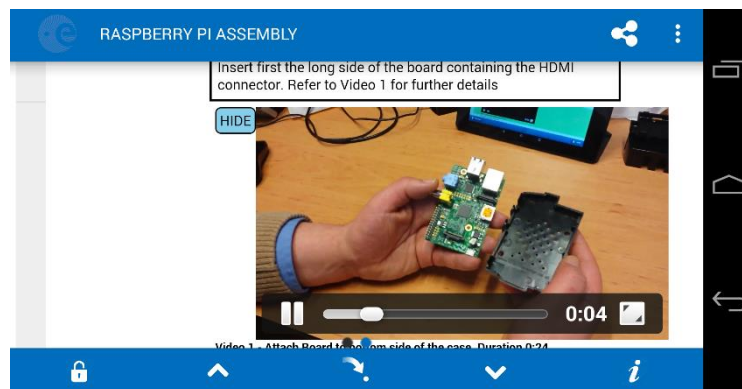 RASPBERRY PI ASSEMBLY
Insert first the long side of the board containing the HDMI
connector. Refer to Video 1 for further details
HIDE
0:04
Video 1 - Attach Board to bottom side of the case. Duration 0:24